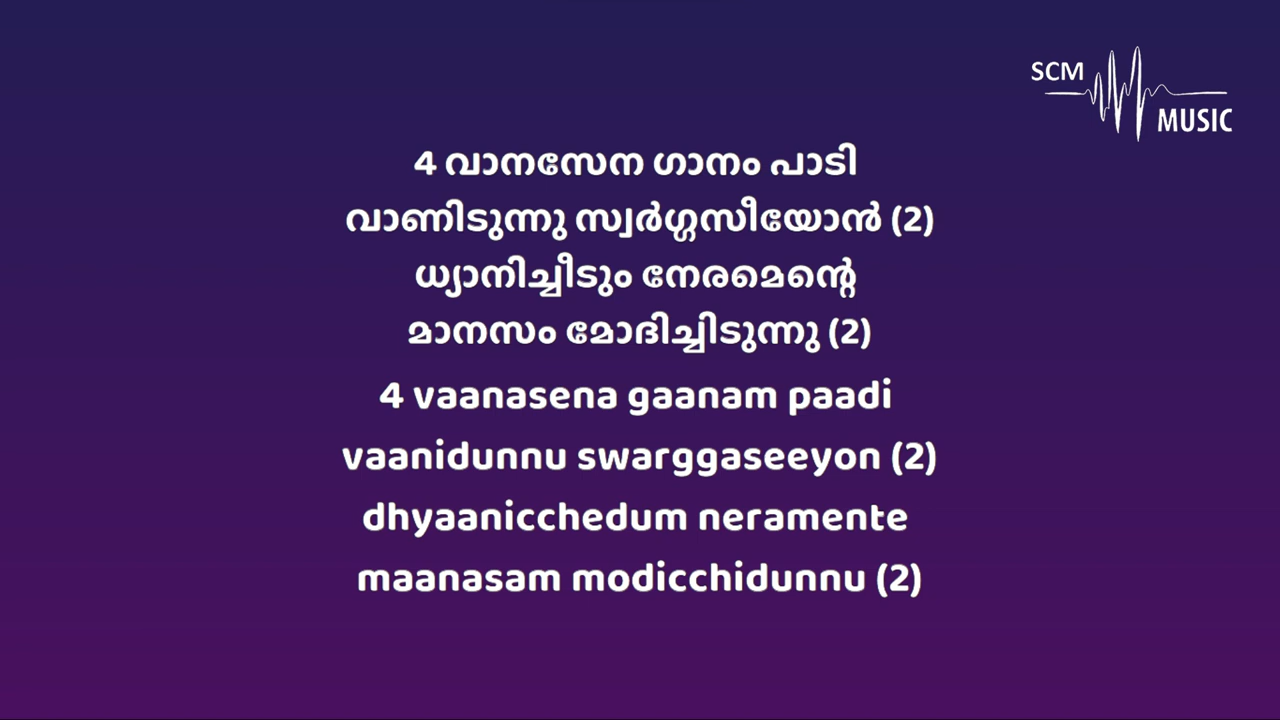 SCM
MUSIC
4 വാനസേന ഗാനം പാടി
വാണിടുന്നു സ്വർഗ്ഗസീയോൻ (2)
ധ്യാനിച്ചീടും നേരമെന്റെ
മാനസം മോദിച്ചിടുന്നു (2)
4 vaanasena gaanam paadi
vaanidunnu swarggaseeyon (2)
dhyaanicchedum neramente
maanasam modicchidunnu (2)